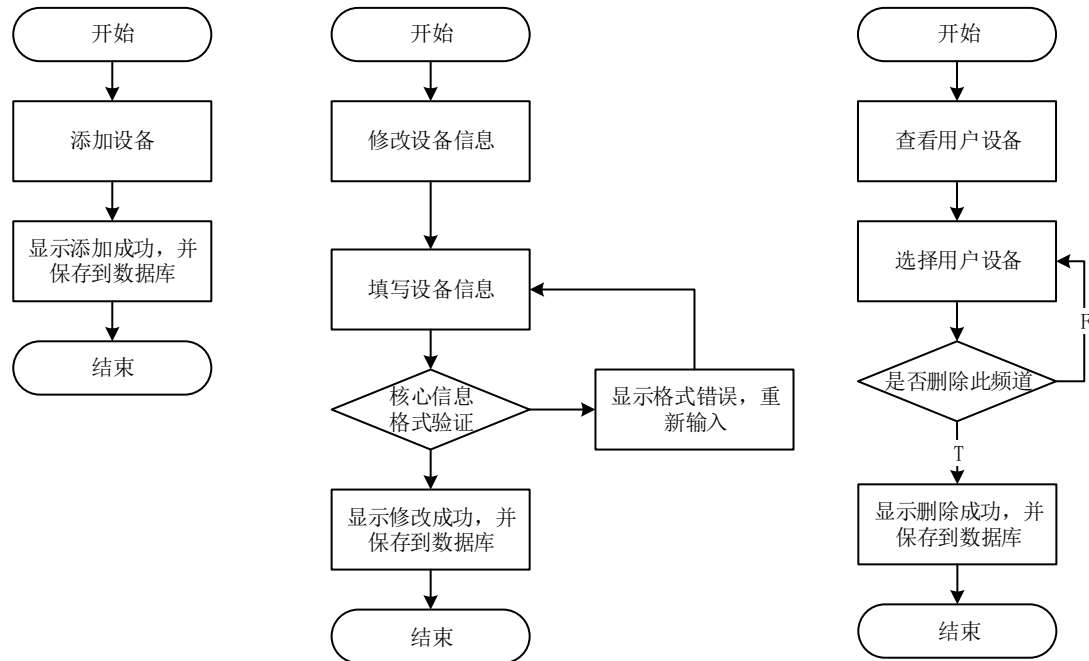 开始
添加设备
显示添加成功，并
保存到数据库
结束
开始
修改设备信息
填写设备信息
核心信息
格式验证
显示格式错误，重
新输入
显示修改成功，并
保存到数据库
结束
开始
查看用户设备
选择用户设备
F
是否删除此频道
T
显示删除成功，并
保存到数据库
结束